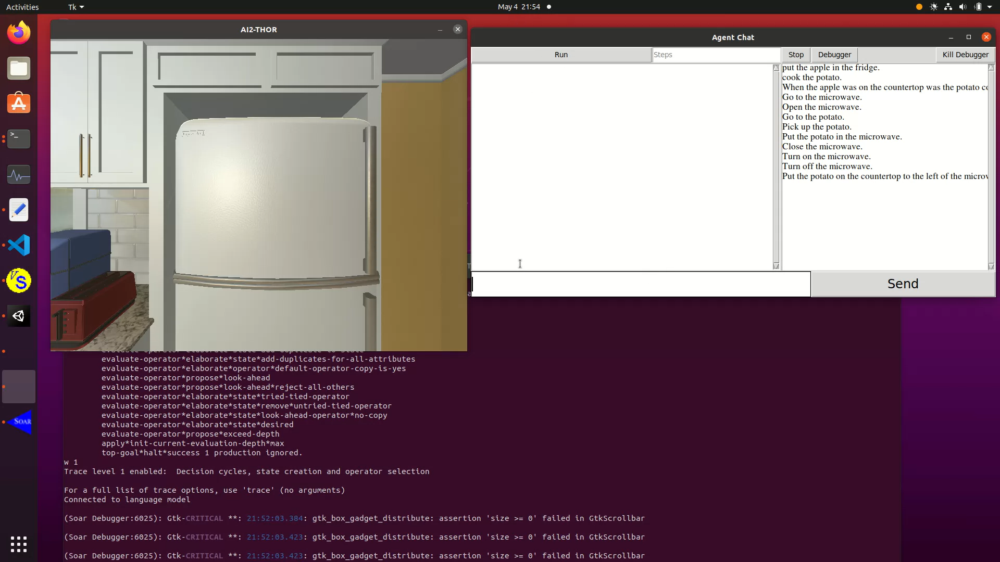 Activities
Tk
May 4 21:54
AI2-THOR
Agent Chat
Run
Steps
Stop
Debugger
Kill Debugger
put the apple in the fridge.
cook the potato.
When the apple was on the countertop was the potato co
Go to the microwave.
Open the microwave.
Go to the potato.
Pick up the potato.
Put the potato in the microwave.
Close the microwave.
Turn on the microwave.
Turn off the microwave.
Put the potato on the countertop to the left of the microw
Send
evaluate-operator*elaborate*state*add-duplicates-for-all-attributes
evaluate-operator*elaborate*operator*default-operator-copy-is-yes
evaluate-operator*propose*look-ahead
evaluate-operator*propose*look-ahead*reject-all-others
evaluate-operator*elaborate*state*tried-tied-operator
evaluate-operator*elaborate*state*remove*untried-tied-operator
evaluate-operator*elaborate*state*look-ahead-operator*no-copy
evaluate-operator*elaborate*state*desired
evaluate-operator*propose*exceed-depth
apply*init-current-evaluation-depth*max
top-goal*halt*success 1 production ignored.
w 1
Trace level 1 enabled:  Decision cycles, state creation and operator selection
For a full list of trace options, use 'trace' (no arguments)
Connected to language model
(Soar Debugger:6025): Gtk-CRITICAL **: 21:52:03.384: gtk_box_gadget_distribute: assertion 'size >= 0' failed in GtkScrollbar
(Soar Debugger:6025): Gtk-CRITICAL **: 21:52:03.423: gtk_box_gadget_distribute: assertion 'size >= 0' failed in GtkScrollbar
(Soar Debugger:6025): Gtk-CRITICAL **: 21:52:03.423: gtk_box_gadget_distribute: assertion 'size >= 0' failed in GtkScrollbar
V S
SOAR